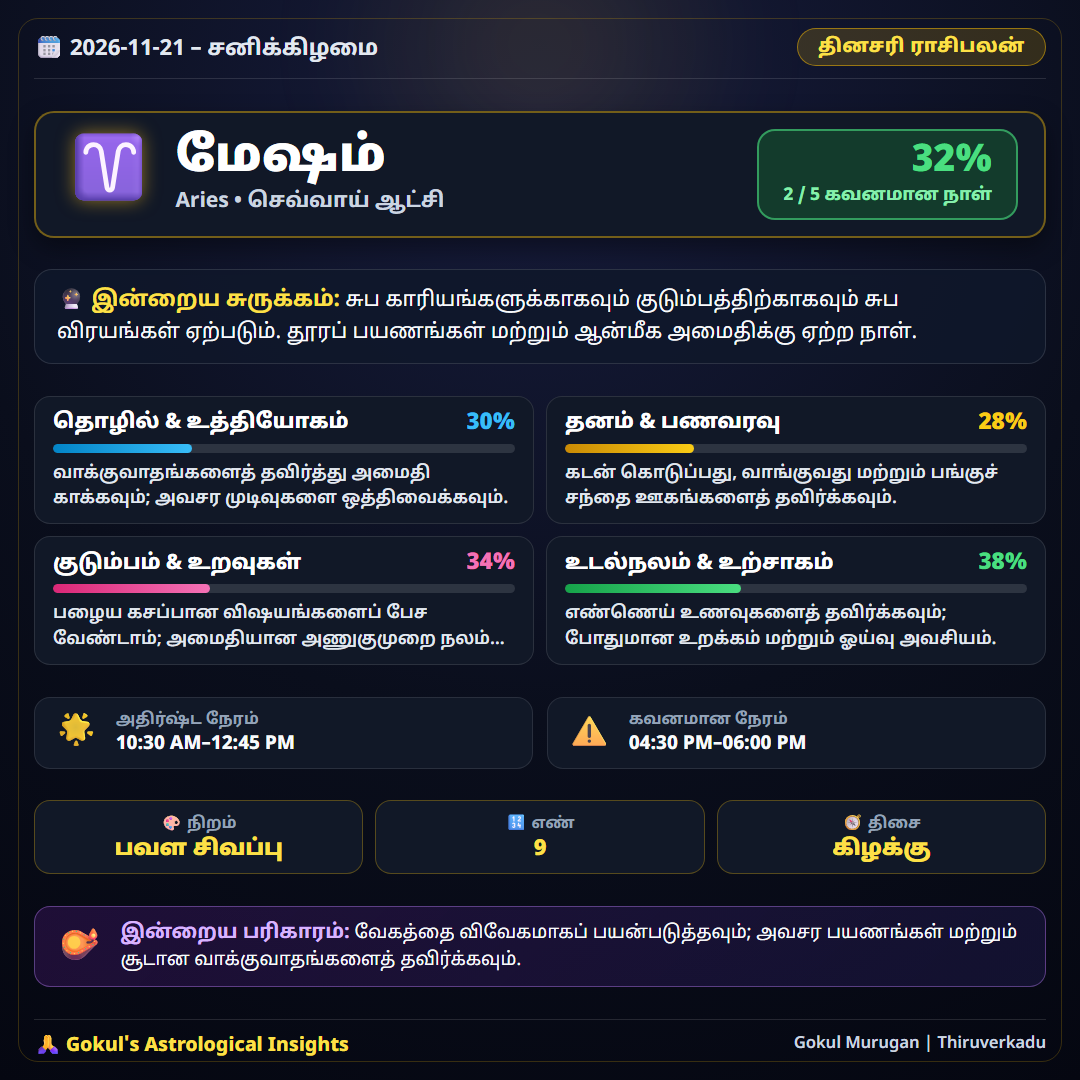 2026-11-21 – சனிக்கிழமை
தினசரி ராசிபலன்
மேஷம்
Aries • செவ்வாய் ஆட்சி
32%
2 / 5 கவனமான நாள்
இன்றைய சுருக்கம்: சுப காரியங்களுக்காகவும் குடும்பத்திற்காகவும் சுப
விரயங்கள் ஏற்படும். தூரப் பயணங்கள் மற்றும் ஆன்மீக அமைதிக்கு ஏற்ற நாள்.
தொழில் & உத்தியோகம் 30%
வாக்குவாதங்களைத் தவிர்த்து அமைதி
காக்கவும்; அவசர முடிவுகளை ஒத்திவைக்கவும்.
தனம் & பணவரவு 28%
கடன் கொடுப்பது, வாங்குவது மற்றும் பங்குச்
சந்தை ஊகங்களைத் தவிர்க்கவும்.
குடும்பம் & உறவுகள் 34%
பழைய கசப்பான விஷயங்களைப் பேச
வேண்டாம்; அமைதியான அணுகுமுறை நலம்...
உடல்நலம் & உற்சாகம் 38%
எண்ணெய் உணவுகளைத் தவிர்க்கவும்;
போதுமான உறக்கம் மற்றும் ஓய்வு அவசியம்.
அதிர்ஷ்ட நேரம்
10:30 AM–12:45 PM
கவனமான நேரம்
04:30 PM–06:00 PM
நிறம்
பவள சிவப்பு
எண்
9
திசை
கிழக்கு
இன்றைய பரிகாரம்: வேகத்தை விவேகமாகப் பயன்படுத்தவும்; அவசர பயணங்கள் மற்றும்
சூடான வாக்குவாதங்களைத் தவிர்க்கவும்.
Gokul's Astrological Insights
Gokul Murugan | Thiruverkadu